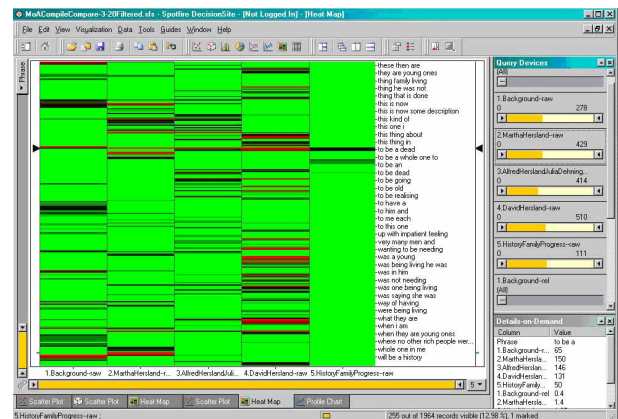 MoACompileCompare-3-20Filtered.sfs - Spotfire DecisionSite - [Not Logged In] - [Heat Map]
File Edit View Visualization Data Tools Guides Window Help
Phrase
these then are
they are young ones
thing family living
thing he was not
thing that is done
this is now
this is now some description
this kind of
this one i
this thing about
this thing in
to be a dead
to be a whole one to
to be an
to be dead
to be going
to be old
to be realising
to have a
to him and
to me each
to this one
up with impatient feeling
very many men and
wanting to be needing
was a young
was being living he was
was in him
was not needing
was one being living
was saying she was
way of having
were being living
what they are
when i am
when they are young ones
where no other rich people wer...
whole one in me
will be a history
1.Background-raw 2.MarthaHersland-r... 3.AlfredHerslandJuli... 4.DavidHersland-raw 5.HistoryFamilyProgress-raw
5
Scatter Plot Scatter Plot Heat Map Scatter Plot Heat Map Profile Chart
5.HistoryFamilyProgress-raw ;
255 out of 1964 records visible (12.98 %), 1 marked
Query Devices
(All)
1.Background-raw
0 278
2.MarthaHersland-raw
0 429
3.AlfredHerslandJuliaDehning...
0 414
4.DavidHersland-raw
0 510
5.HistoryFamilyProgress-raw
0 111
1.Background-rel
(All)
Details-on-Demand
Column Value
Phrase to be a
1.Background-r... 65
2.MarthaHersla... 150
3.AlfredHerslan... 146
4.DavidHerslan... 131
5.HistoryFamily... 50
1.Background-rel 0.4
2.MarthaHersla... 1.4